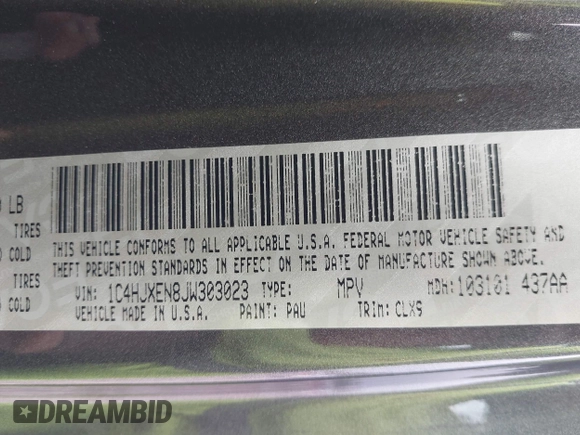 LB
TIRES
COLD
TIRES
COLD
THIS VEHICLE CONFORMS TO ALL APPLICABLE U.S.A. FEDERAL MOTOR VEHICLE SAFETY AND
THEFT PREVENTION STANDARDS IN EFFECT ON THE DATE OF MANUFACTURE SHOWN ABOVE.
VIN: 1C4HJXEN8JW303023 TYPE: MPV MDH: 103101 437AA
VEHICLE MADE IN U.S.A. PAINT: PAU TRIM: CLX9
DREAMBID